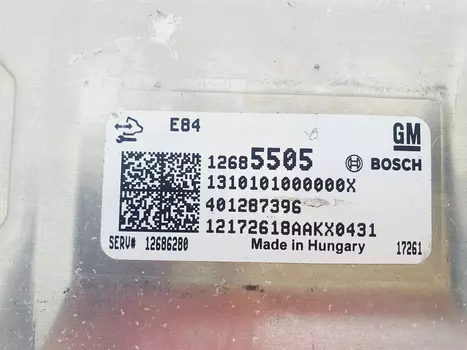 E84
GM
12685505
BOSCH
1310101000000X
401287396
12172618AAKX0431
SERV# 12686280
Made in Hungary
17261